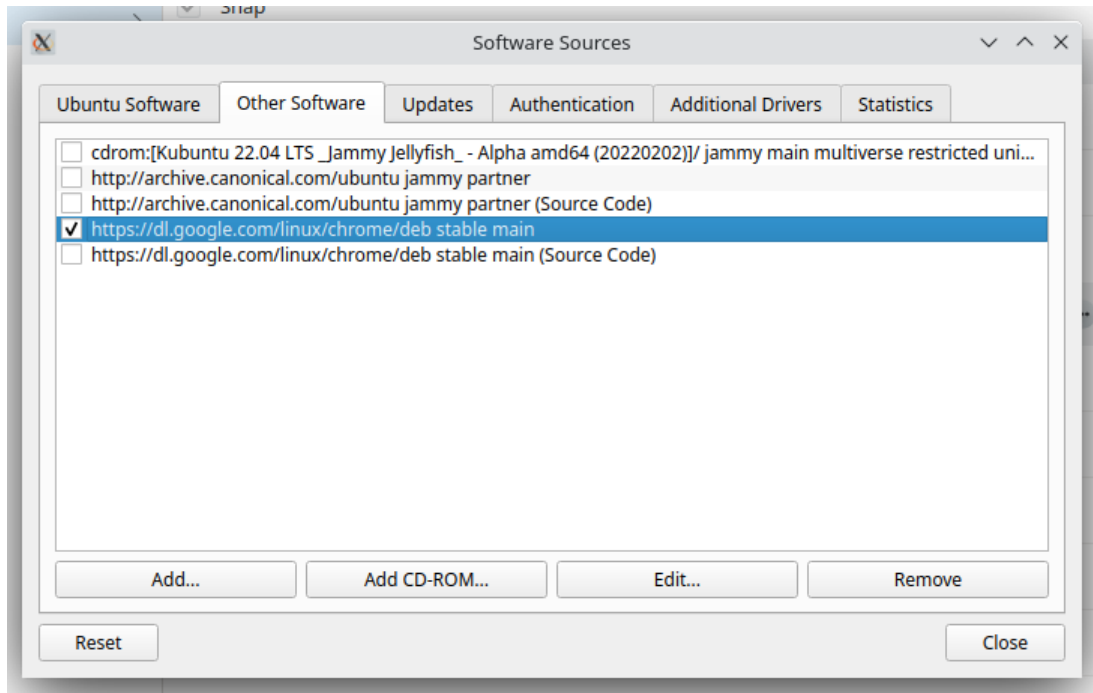 Snap
Software Sources
Ubuntu Software Other Software Updates Authentication Additional Drivers Statistics
cdrom:[Kubuntu 22.04 LTS _Jammy Jellyfish_ - Alpha amd64 (20220202)]/ jammy main multiverse restricted uni...
http://archive.canonical.com/ubuntu jammy partner
http://archive.canonical.com/ubuntu jammy partner (Source Code)
https://dl.google.com/linux/chrome/deb stable main
https://dl.google.com/linux/chrome/deb stable main (Source Code)
Add... Add CD-ROM... Edit... Remove
Reset Close